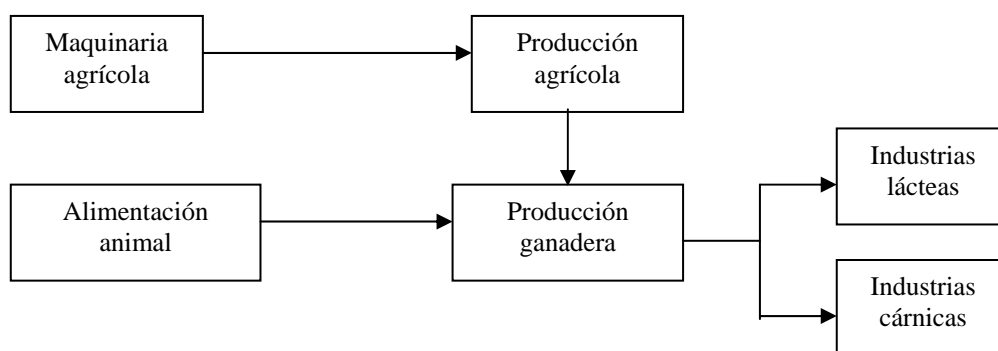 Maquinaria
agrícola
Producción
agrícola
Industrias
lácteas
Alimentación
animal
Producción
ganadera
Industrias
cárnicas